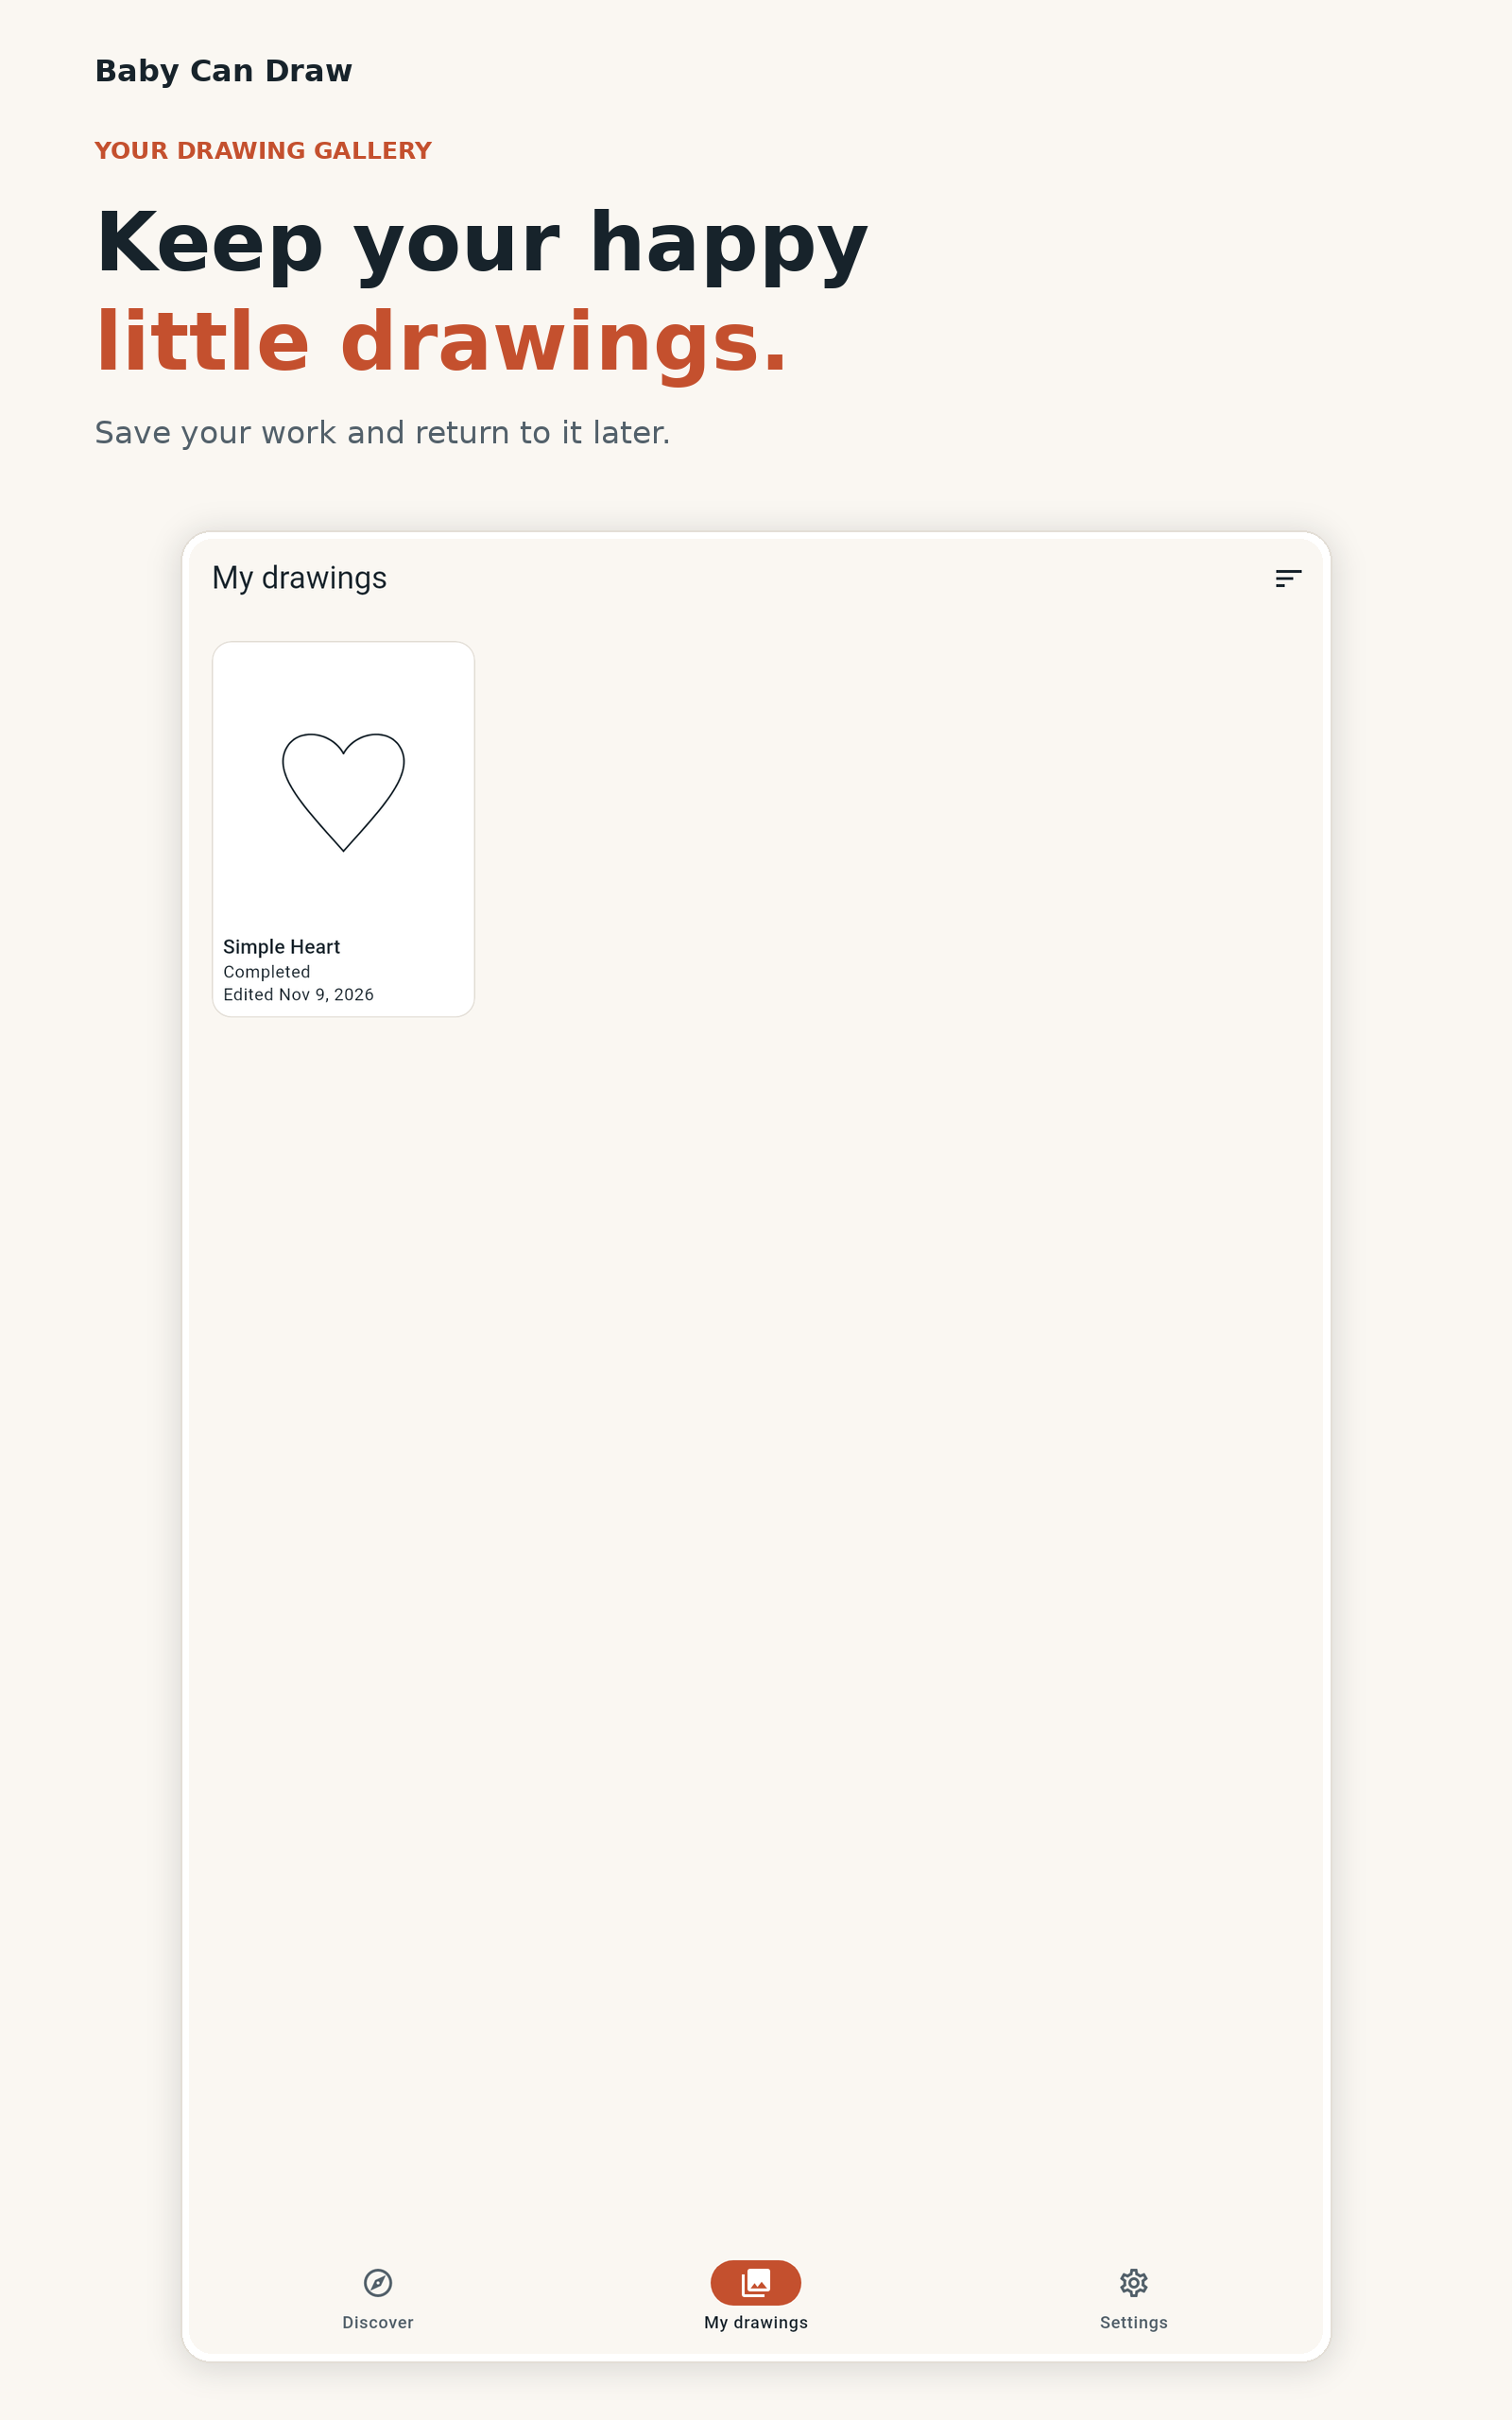 Baby Can Draw
YOUR DRAWING GALLERY
Keep your happy
little drawings.
Save your work and return to it later.
My drawings
Simple Heart
Completed
Edited Nov 9, 2026
Discover
My drawings
Settings